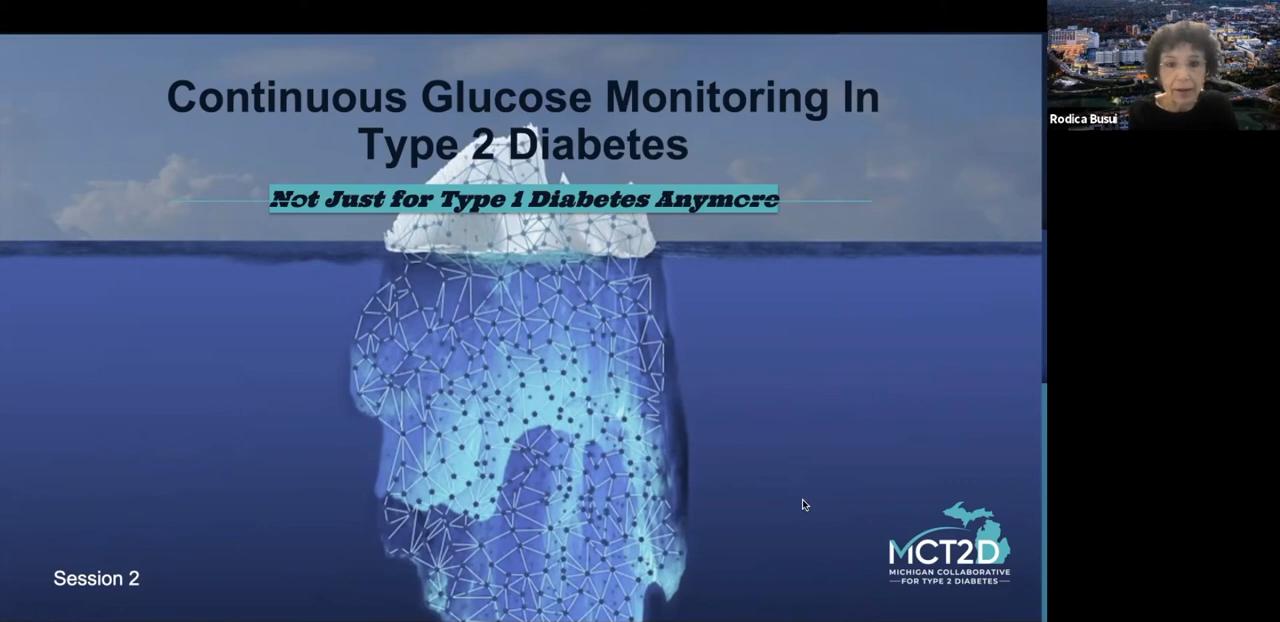 Continuous Glucose Monitoring In
Type 2 Diabetes
Not Just for Type 1 Diabetes Anymore
Rodica Busui
Session 2
MCT2D
MICHIGAN COLLABORATIVE
FOR TYPE 2 DIABETES